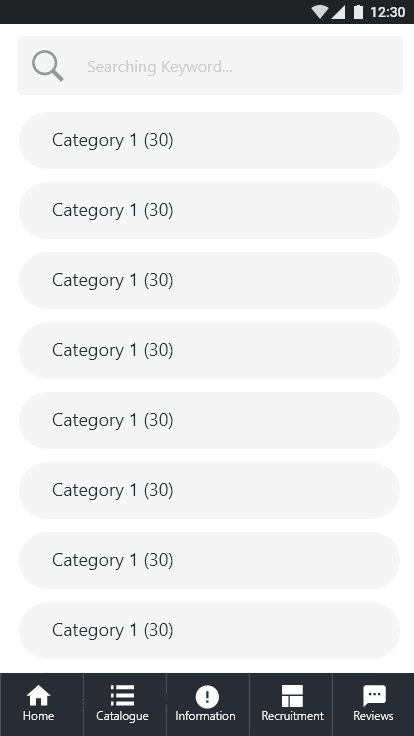 12:30
Searching Keyword...
Category 1 (30)
Category 1 (30)
Category 1 (30)
Category 1 (30)
Category 1 (30)
Category 1 (30)
Category 1 (30)
Category 1 (30)
Home Catalogue Information Recruitment Reviews